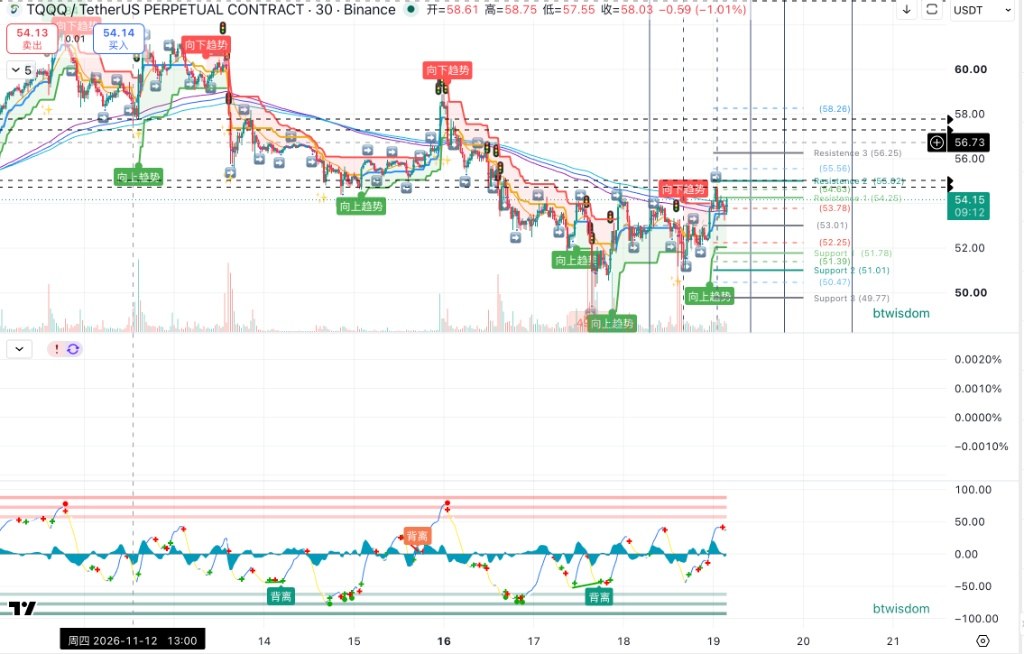 TQQQ / TetherUS PERPETUAL CONTRACT · 30 · Binance 开=58.61 高=58.75 低=57.55 收=58.03 −0.59 (−1.01%)
USDT
54.13
卖出
0.01
54.14
买入
5
向下趋势
向下趋势
向下趋势
向下趋势
向上趋势
向上趋势
向上趋势
向上趋势
向上趋势
(58.26)
Resistence 3 (56.25)
(55.56)
Resistence 2 (55.02)
(54.63)
Resistence 1 (54.25)
(53.78)
(53.01)
(52.25)
Support 1 (51.78)
(51.39)
Support 2 (51.01)
(50.47)
Support 3 (49.77)
btwisdom
60.00
58.00
56.73
56.00
54.15
09:12
52.00
50.00
!
0.0020%
0.0010%
0.0000%
−0.0010%
背离
背离
背离
100.00
50.00
0.00
−50.00
−100.00
btwisdom
周四 2026-11-12 13:00
14
15
16
17
18
19
20
21